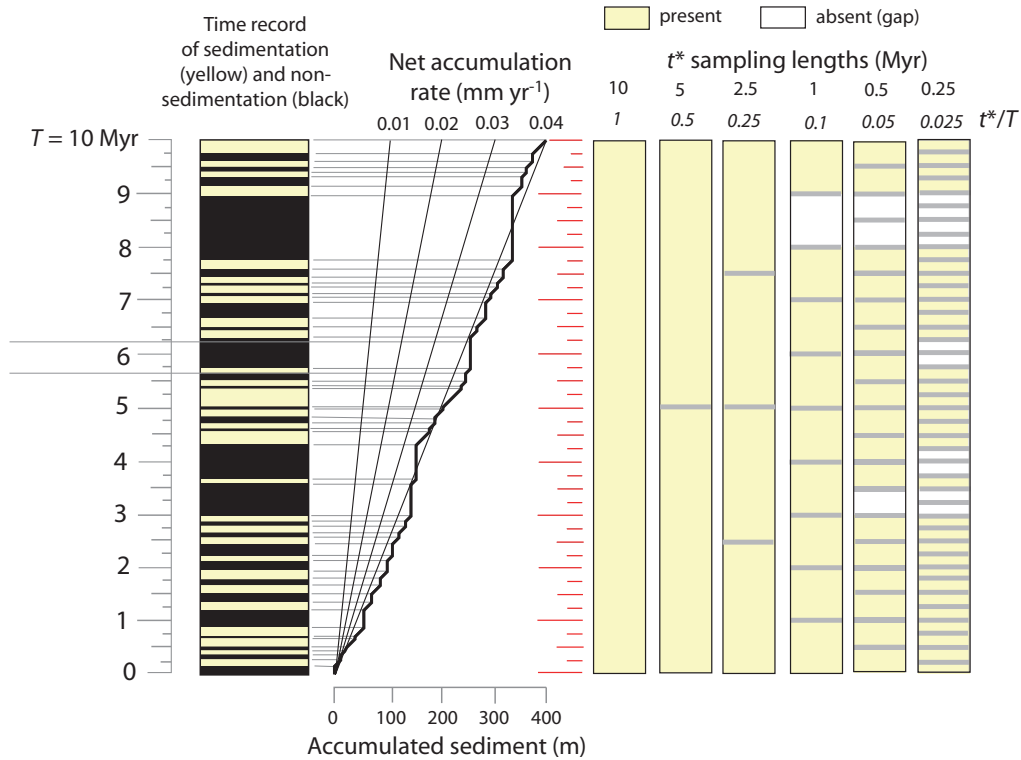 present absent (gap)
Time record
of sedimentation
(yellow) and non-
sedimentation (black)
Net accumulation
rate (mm yr-1)
0.01 0.02 0.03 0.04
t* sampling lengths (Myr)
10 5 2.5 1 0.5 0.25
1 0.5 0.25 0.1 0.05 0.025 t*/T
T = 10 Myr
9
8
7
6
5
4
3
2
1
0
0 100 200 300 400
Accumulated sediment (m)